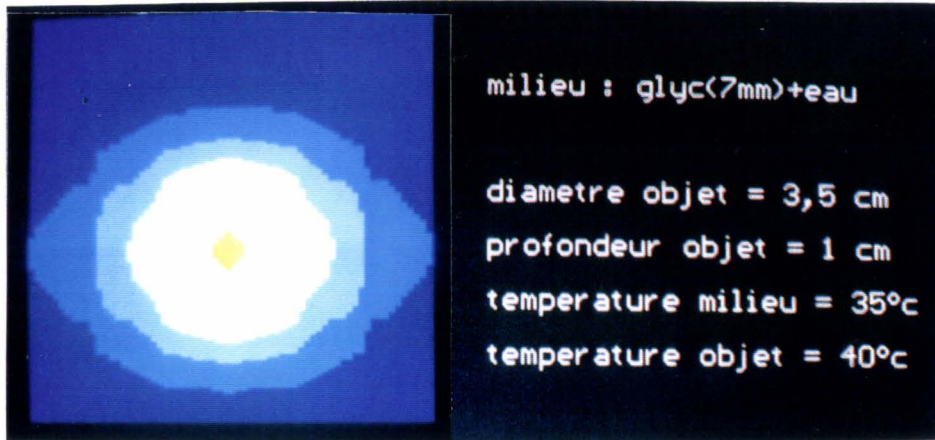 milieu : glyc(7mm)+eau
diametre objet = 3,5 cm
profondeur objet = 1 cm
temperature milieu = 35°c
temperature objet = 40°c